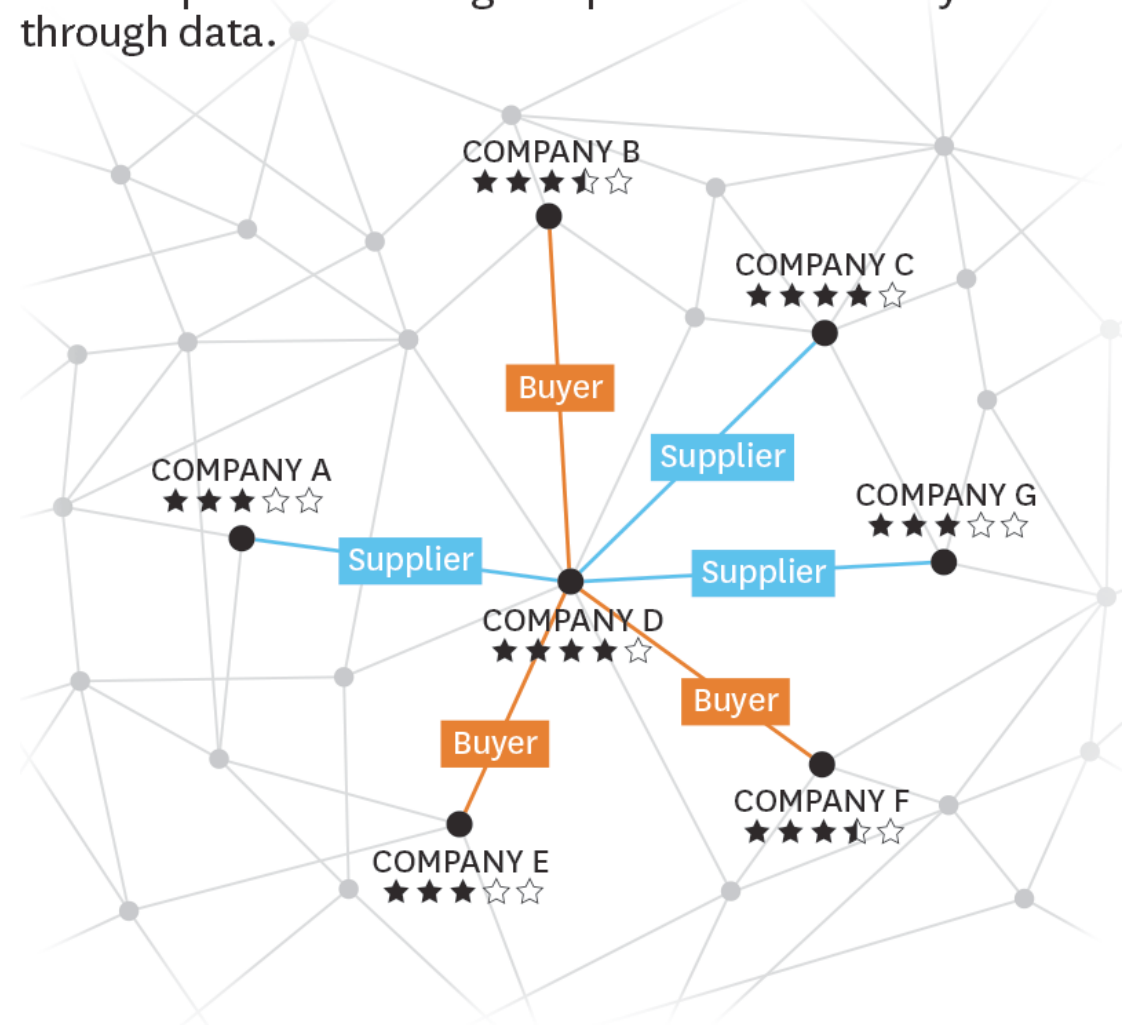 through data.
COMPANY B
COMPANY C
Buyer
Supplier
COMPANY A
COMPANY G
Supplier
Supplier
COMPANY D
Buyer
Buyer
COMPANY F
COMPANY E